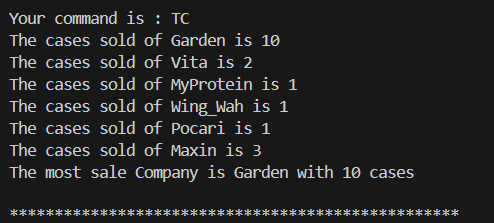 Your command is : TC
The cases sold of Garden is 10
The cases sold of Vita is 2
The cases sold of MyProtein is 1
The cases sold of Wing_Wah is 1
The cases sold of Pocari is 1
The cases sold of Maxin is 3
The most sale Company is Garden with 10 cases
**************************************************